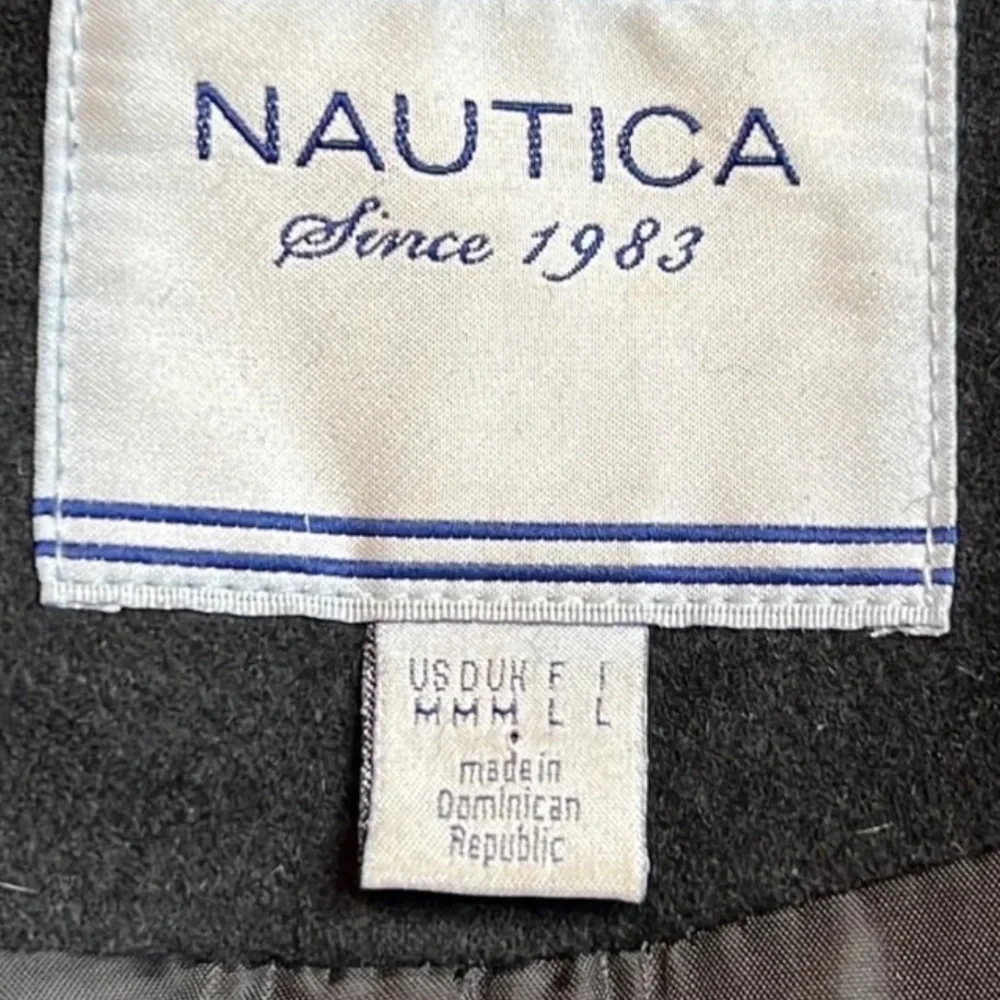 NAUTICA
Since 1983
US D UK F I
M M M L L
made in
Dominican
Republic